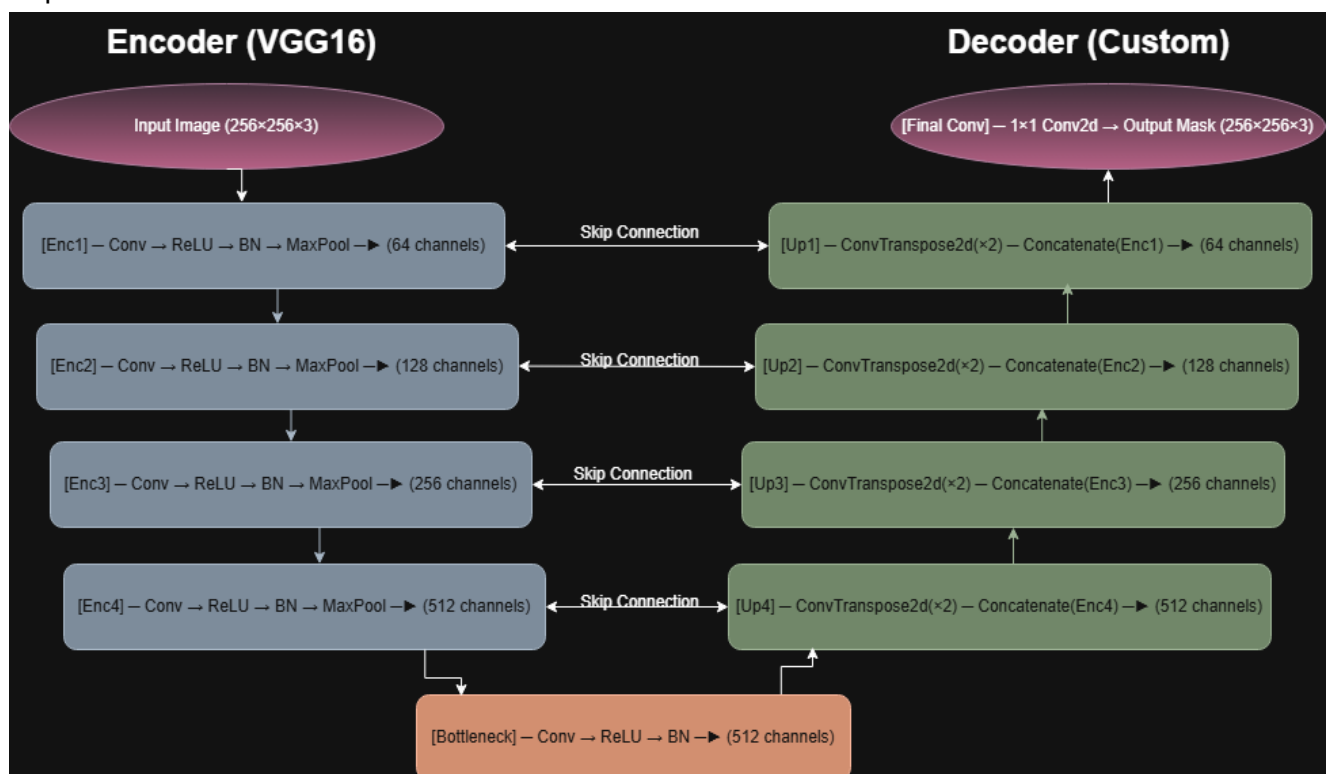 Encoder (VGG16)
Decoder (Custom)
Input Image (256×256×3)
[Final Conv] — 1×1 Conv2d → Output Mask (256×256×3)
[Enc1] — Conv → ReLU → BN → MaxPool —► (64 channels)
Skip Connection
[Up1] — ConvTranspose2d(×2) — Concatenate(Enc1) —► (64 channels)
[Enc2] — Conv → ReLU → BN → MaxPool —► (128 channels)
Skip Connection
[Up2] — ConvTranspose2d(×2) — Concatenate(Enc2) —► (128 channels)
[Enc3] — Conv → ReLU → BN → MaxPool —► (256 channels)
Skip Connection
[Up3] — ConvTranspose2d(×2) — Concatenate(Enc3) —► (256 channels)
[Enc4] — Conv → ReLU → BN → MaxPool —► (512 channels)
Skip Connection
[Up4] — ConvTranspose2d(×2) — Concatenate(Enc4) —► (512 channels)
[Bottleneck] — Conv → ReLU → BN —► (512 channels)